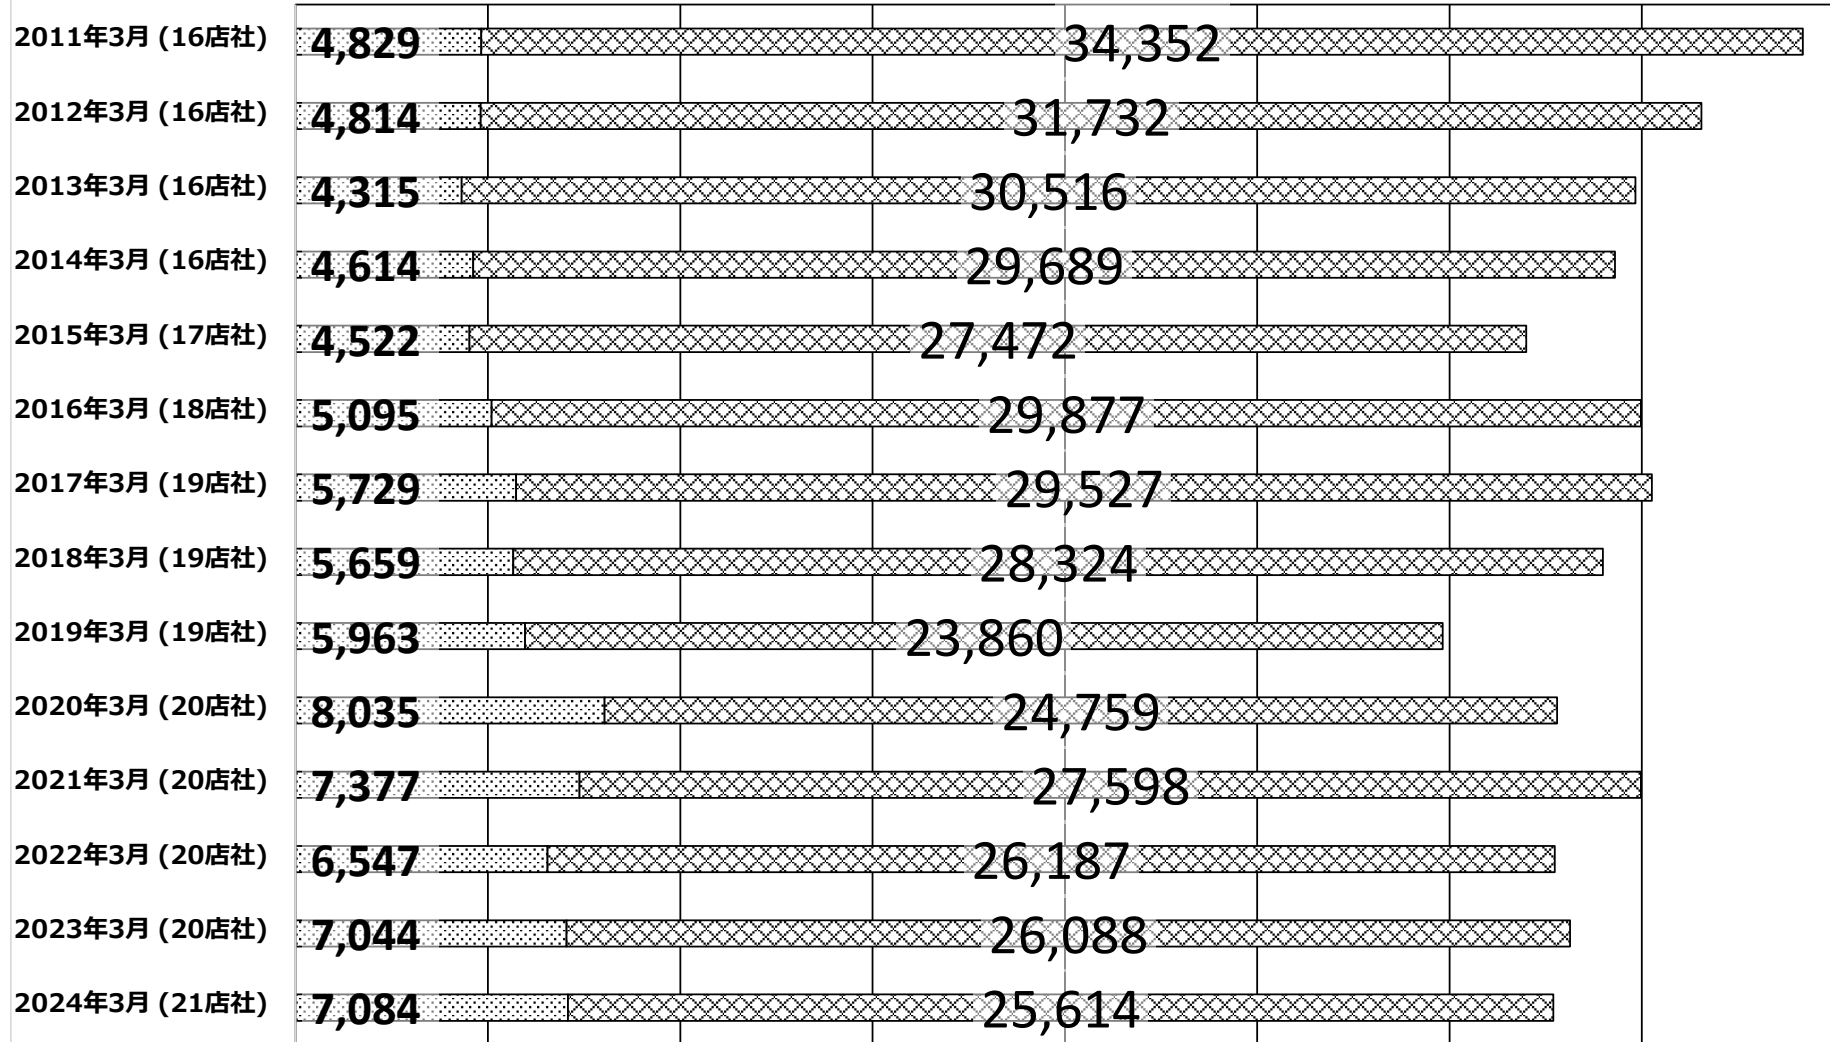 2011年3月 (16店社) 4,829 34,352
2012年3月 (16店社) 4,814 31,732
2013年3月 (16店社) 4,315 30,516
2014年3月 (16店社) 4,614 29,689
2015年3月 (17店社) 4,522 27,472
2016年3月 (18店社) 5,095 29,877
2017年3月 (19店社) 5,729 29,527
2018年3月 (19店社) 5,659 28,324
2019年3月 (19店社) 5,963 23,860
2020年3月 (20店社) 8,035 24,759
2021年3月 (20店社) 7,377 27,598
2022年3月 (20店社) 6,547 26,187
2023年3月 (20店社) 7,044 26,088
2024年3月 (21店社) 7,084 25,614